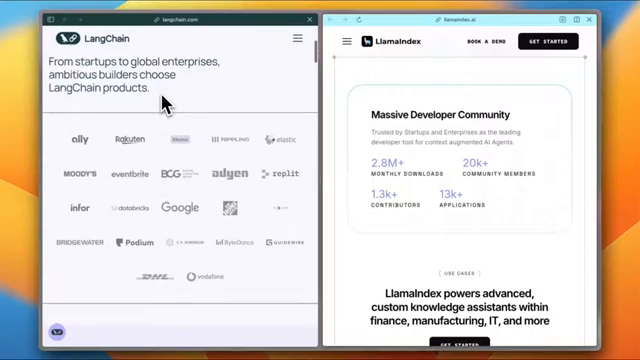 langchain.com
LangChain
From startups to global enterprises,
ambitious builders choose
LangChain products.
ally Rakuten Klarna RIPPLING elastic
MOODY'S eventbrite BCG adyen replit
infor databricks Google
BRIDGEWATER Podium C.H. ROBINSON ByteDance GUIDEWIRE
DHL vodafone
llamaindex.ai
LlamaIndex BOOK A DEMO GET STARTED
Massive Developer Community
Trusted by Startups and Enterprises as the leading
developer tool for context augmented AI Agents.
2.8M+ 20k+
MONTHLY DOWNLOADS COMMUNITY MEMBERS
1.3k+ 13k+
CONTRIBUTORS APPLICATIONS
USE CASES
LlamaIndex powers advanced,
custom knowledge assistants within
finance, manufacturing, IT, and more
GET STARTED